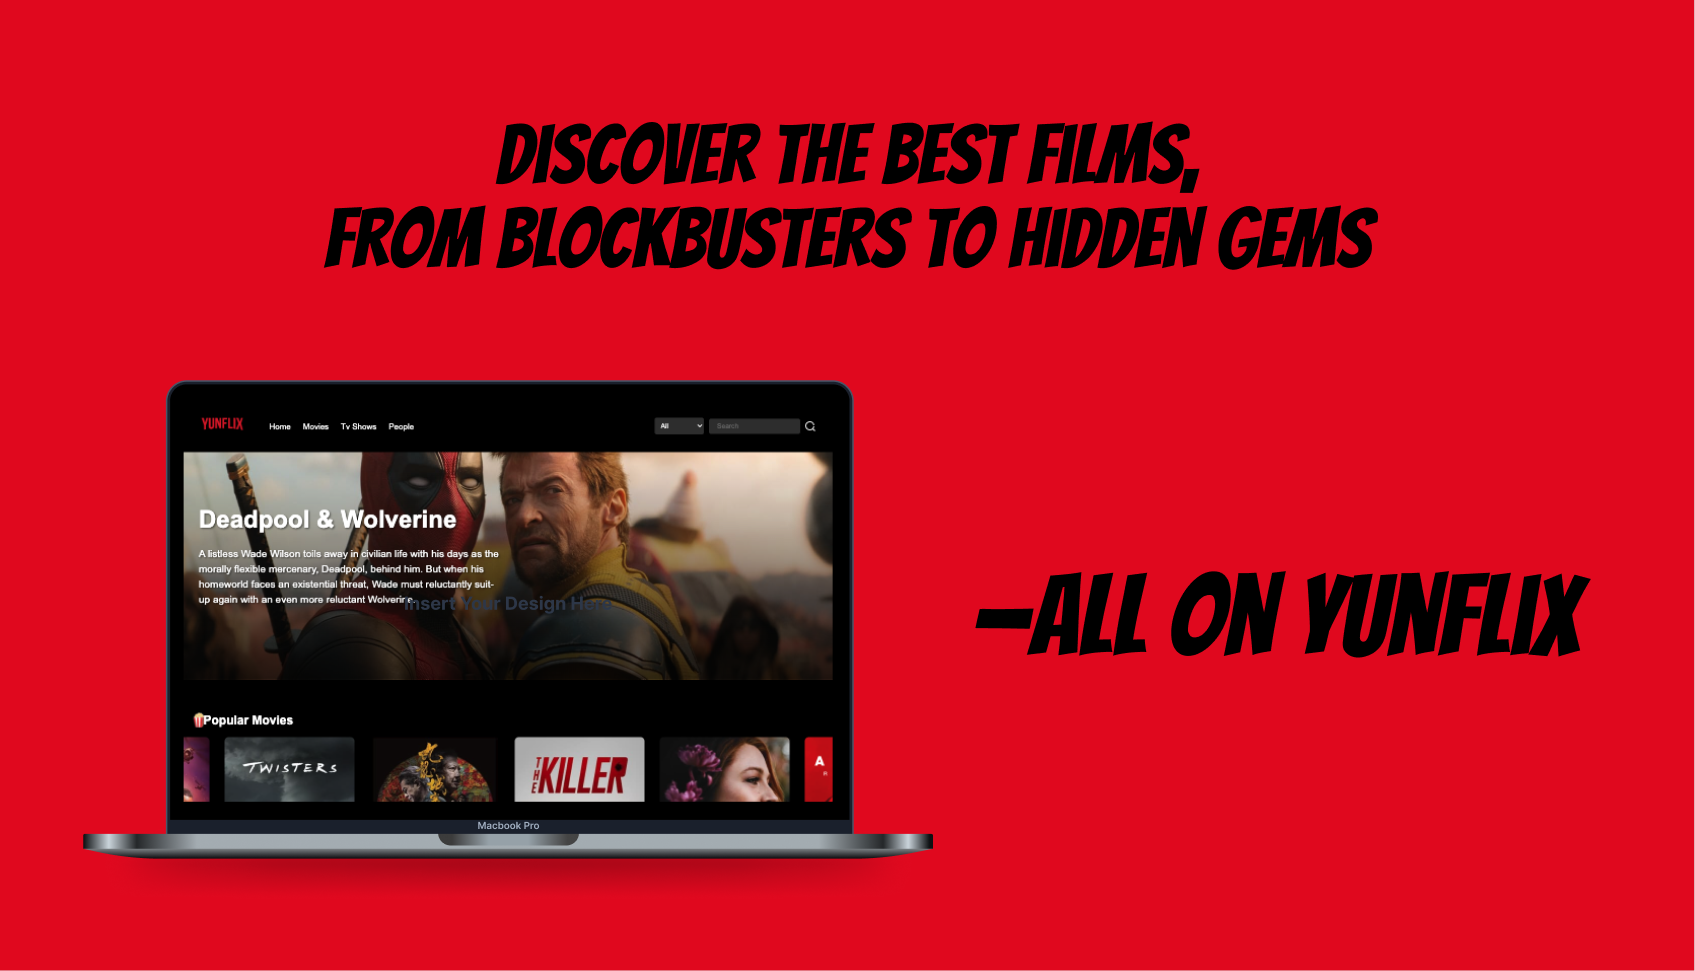 DISCOVER THE BEST FILMS,
FROM BLOCKBUSTERS TO HIDDEN GEMS
YUNFLIX
Home Movies Tv Shows People
All Search
Deadpool & Wolverine
A listless Wade Wilson toils away in civilian life with his days as the
morally flexible mercenary, Deadpool, behind him. But when his
homeworld faces an existential threat, Wade must reluctantly suit-
up again with an even more reluctant Wolverine.
Insert Your Design Here
–ALL ON YUNFLIX
Popular Movies
TWISTERS
THE KILLER
A
Macbook Pro